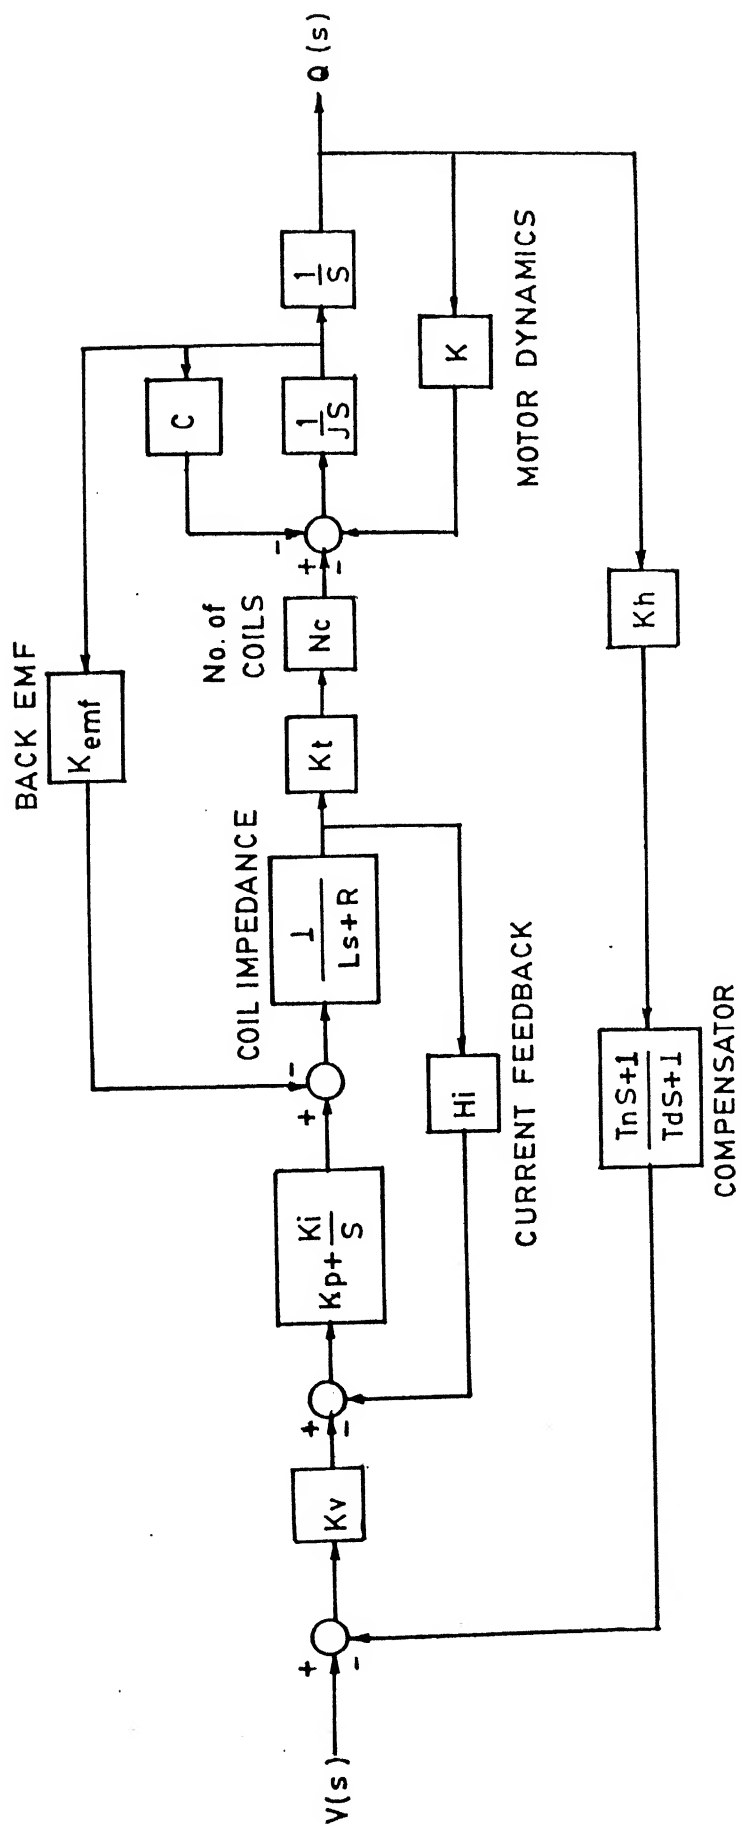 V(s)
+
-
Kv
+
-
Kp+
Ki
S
+
-
COIL IMPEDANCE
1
Ls+R
Kt
No. of
COILS
Nc
-
+
-
1
JS
1
S
Q(s)
C
BACK EMF
Kemf
K
MOTOR DYNAMICS
Hi
CURRENT FEEDBACK
Kh
TnS+1
TdS+1
COMPENSATOR